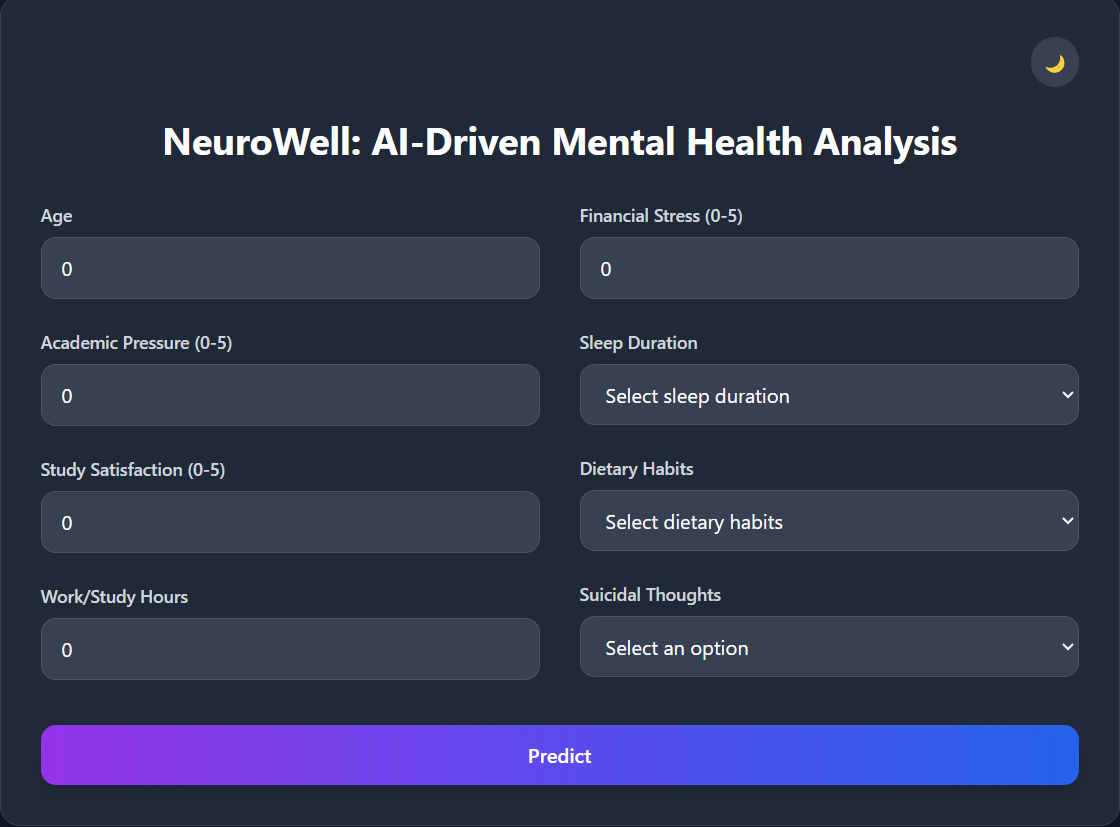 NeuroWell: AI-Driven Mental Health Analysis
Age
0
Financial Stress (0-5)
0
Academic Pressure (0-5)
0
Sleep Duration
Select sleep duration
Study Satisfaction (0-5)
0
Dietary Habits
Select dietary habits
Work/Study Hours
0
Suicidal Thoughts
Select an option
Predict